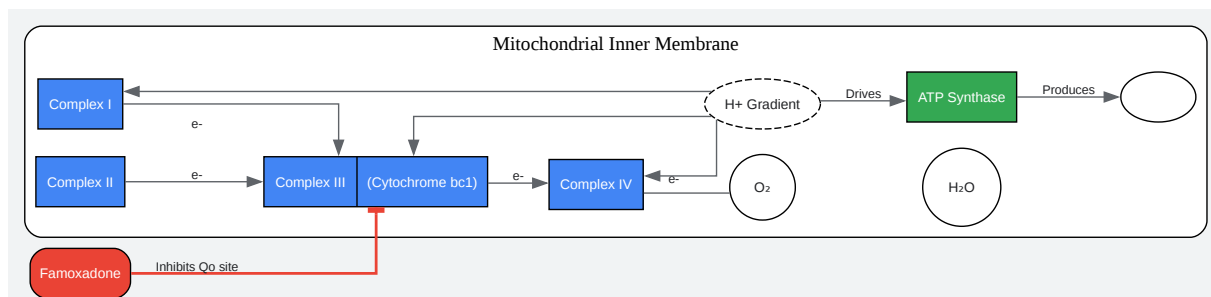 Mitochondrial Inner Membrane
Complex I
H+ Gradient
Drives
ATP Synthase
Produces
e-
Complex II
e-
Complex III
(Cytochrome bc1)
e-
Complex IV
e-
O₂
H₂O
Famoxadone
Inhibits Qo site